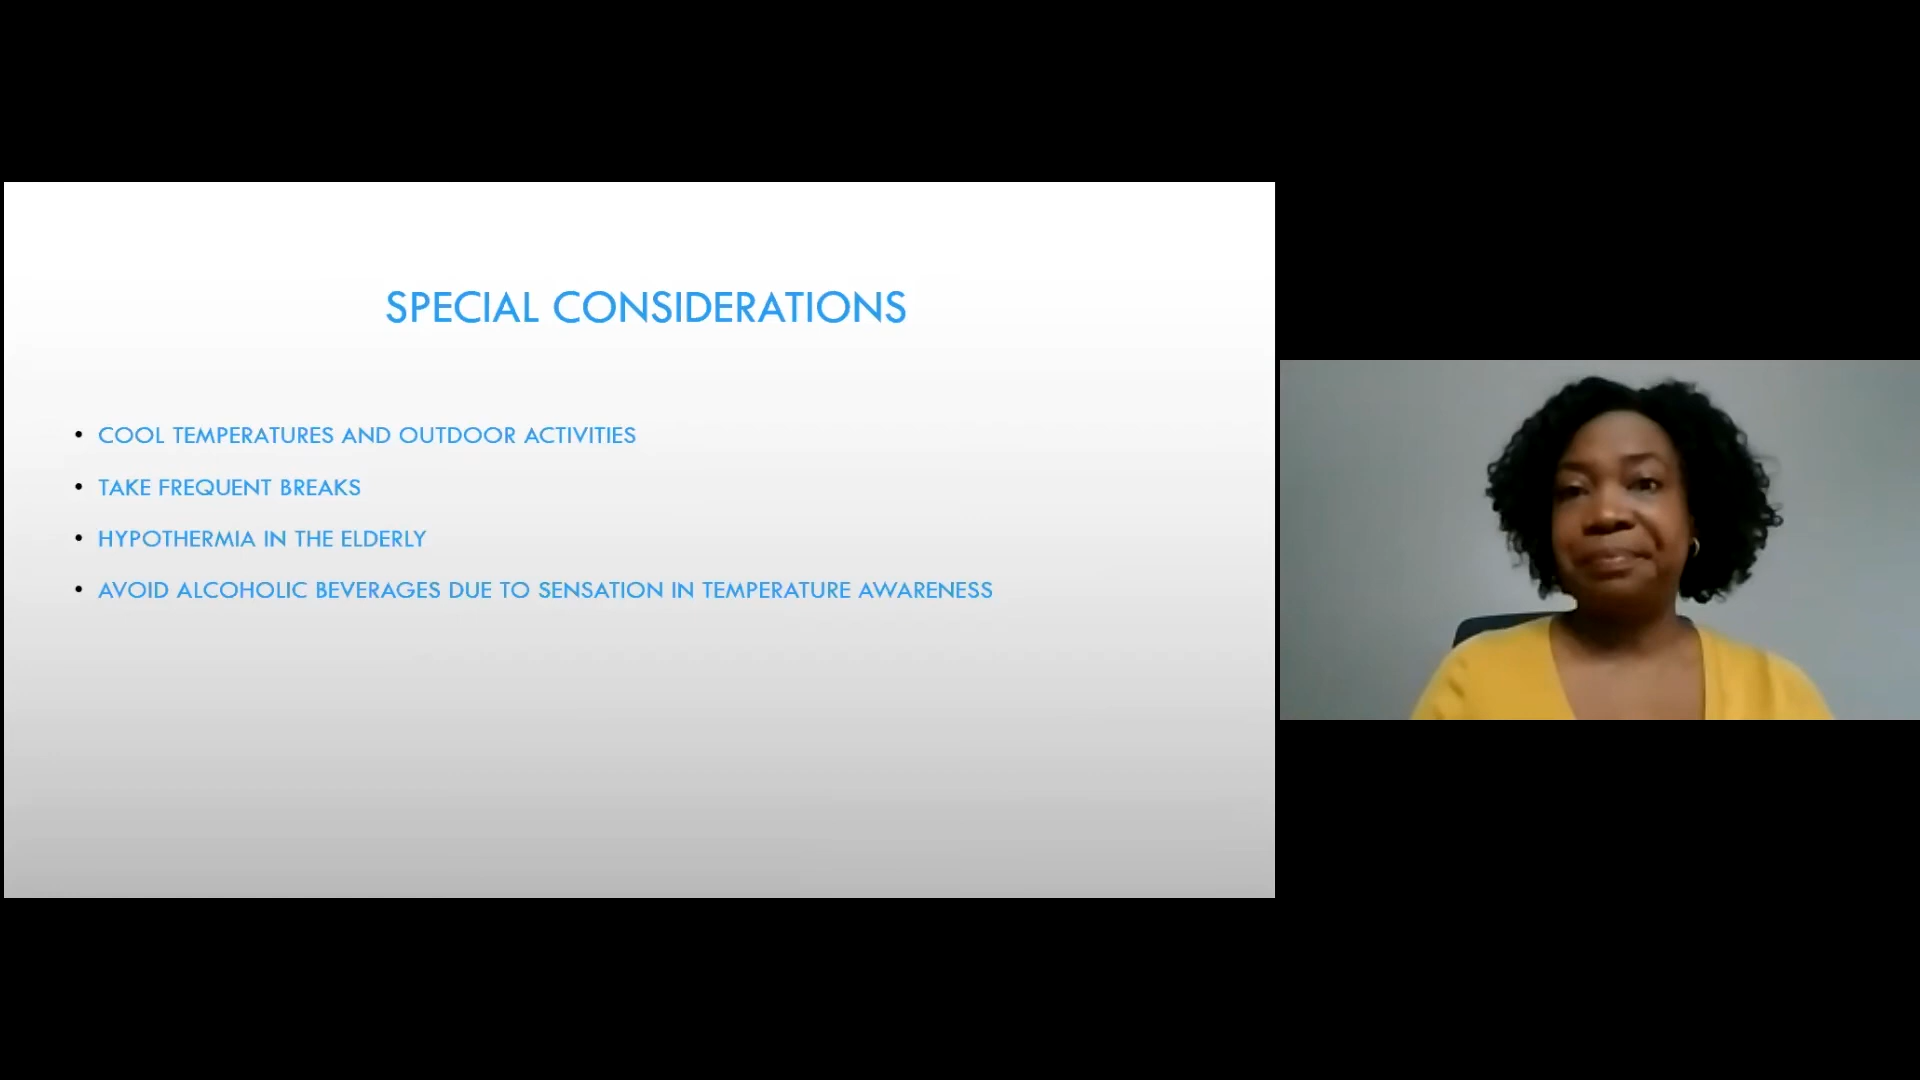 SPECIAL CONSIDERATIONS
• COOL TEMPERATURES AND OUTDOOR ACTIVITIES
• TAKE FREQUENT BREAKS
• HYPOTHERMIA IN THE ELDERLY
• AVOID ALCOHOLIC BEVERAGES DUE TO SENSATION IN TEMPERATURE AWARENESS